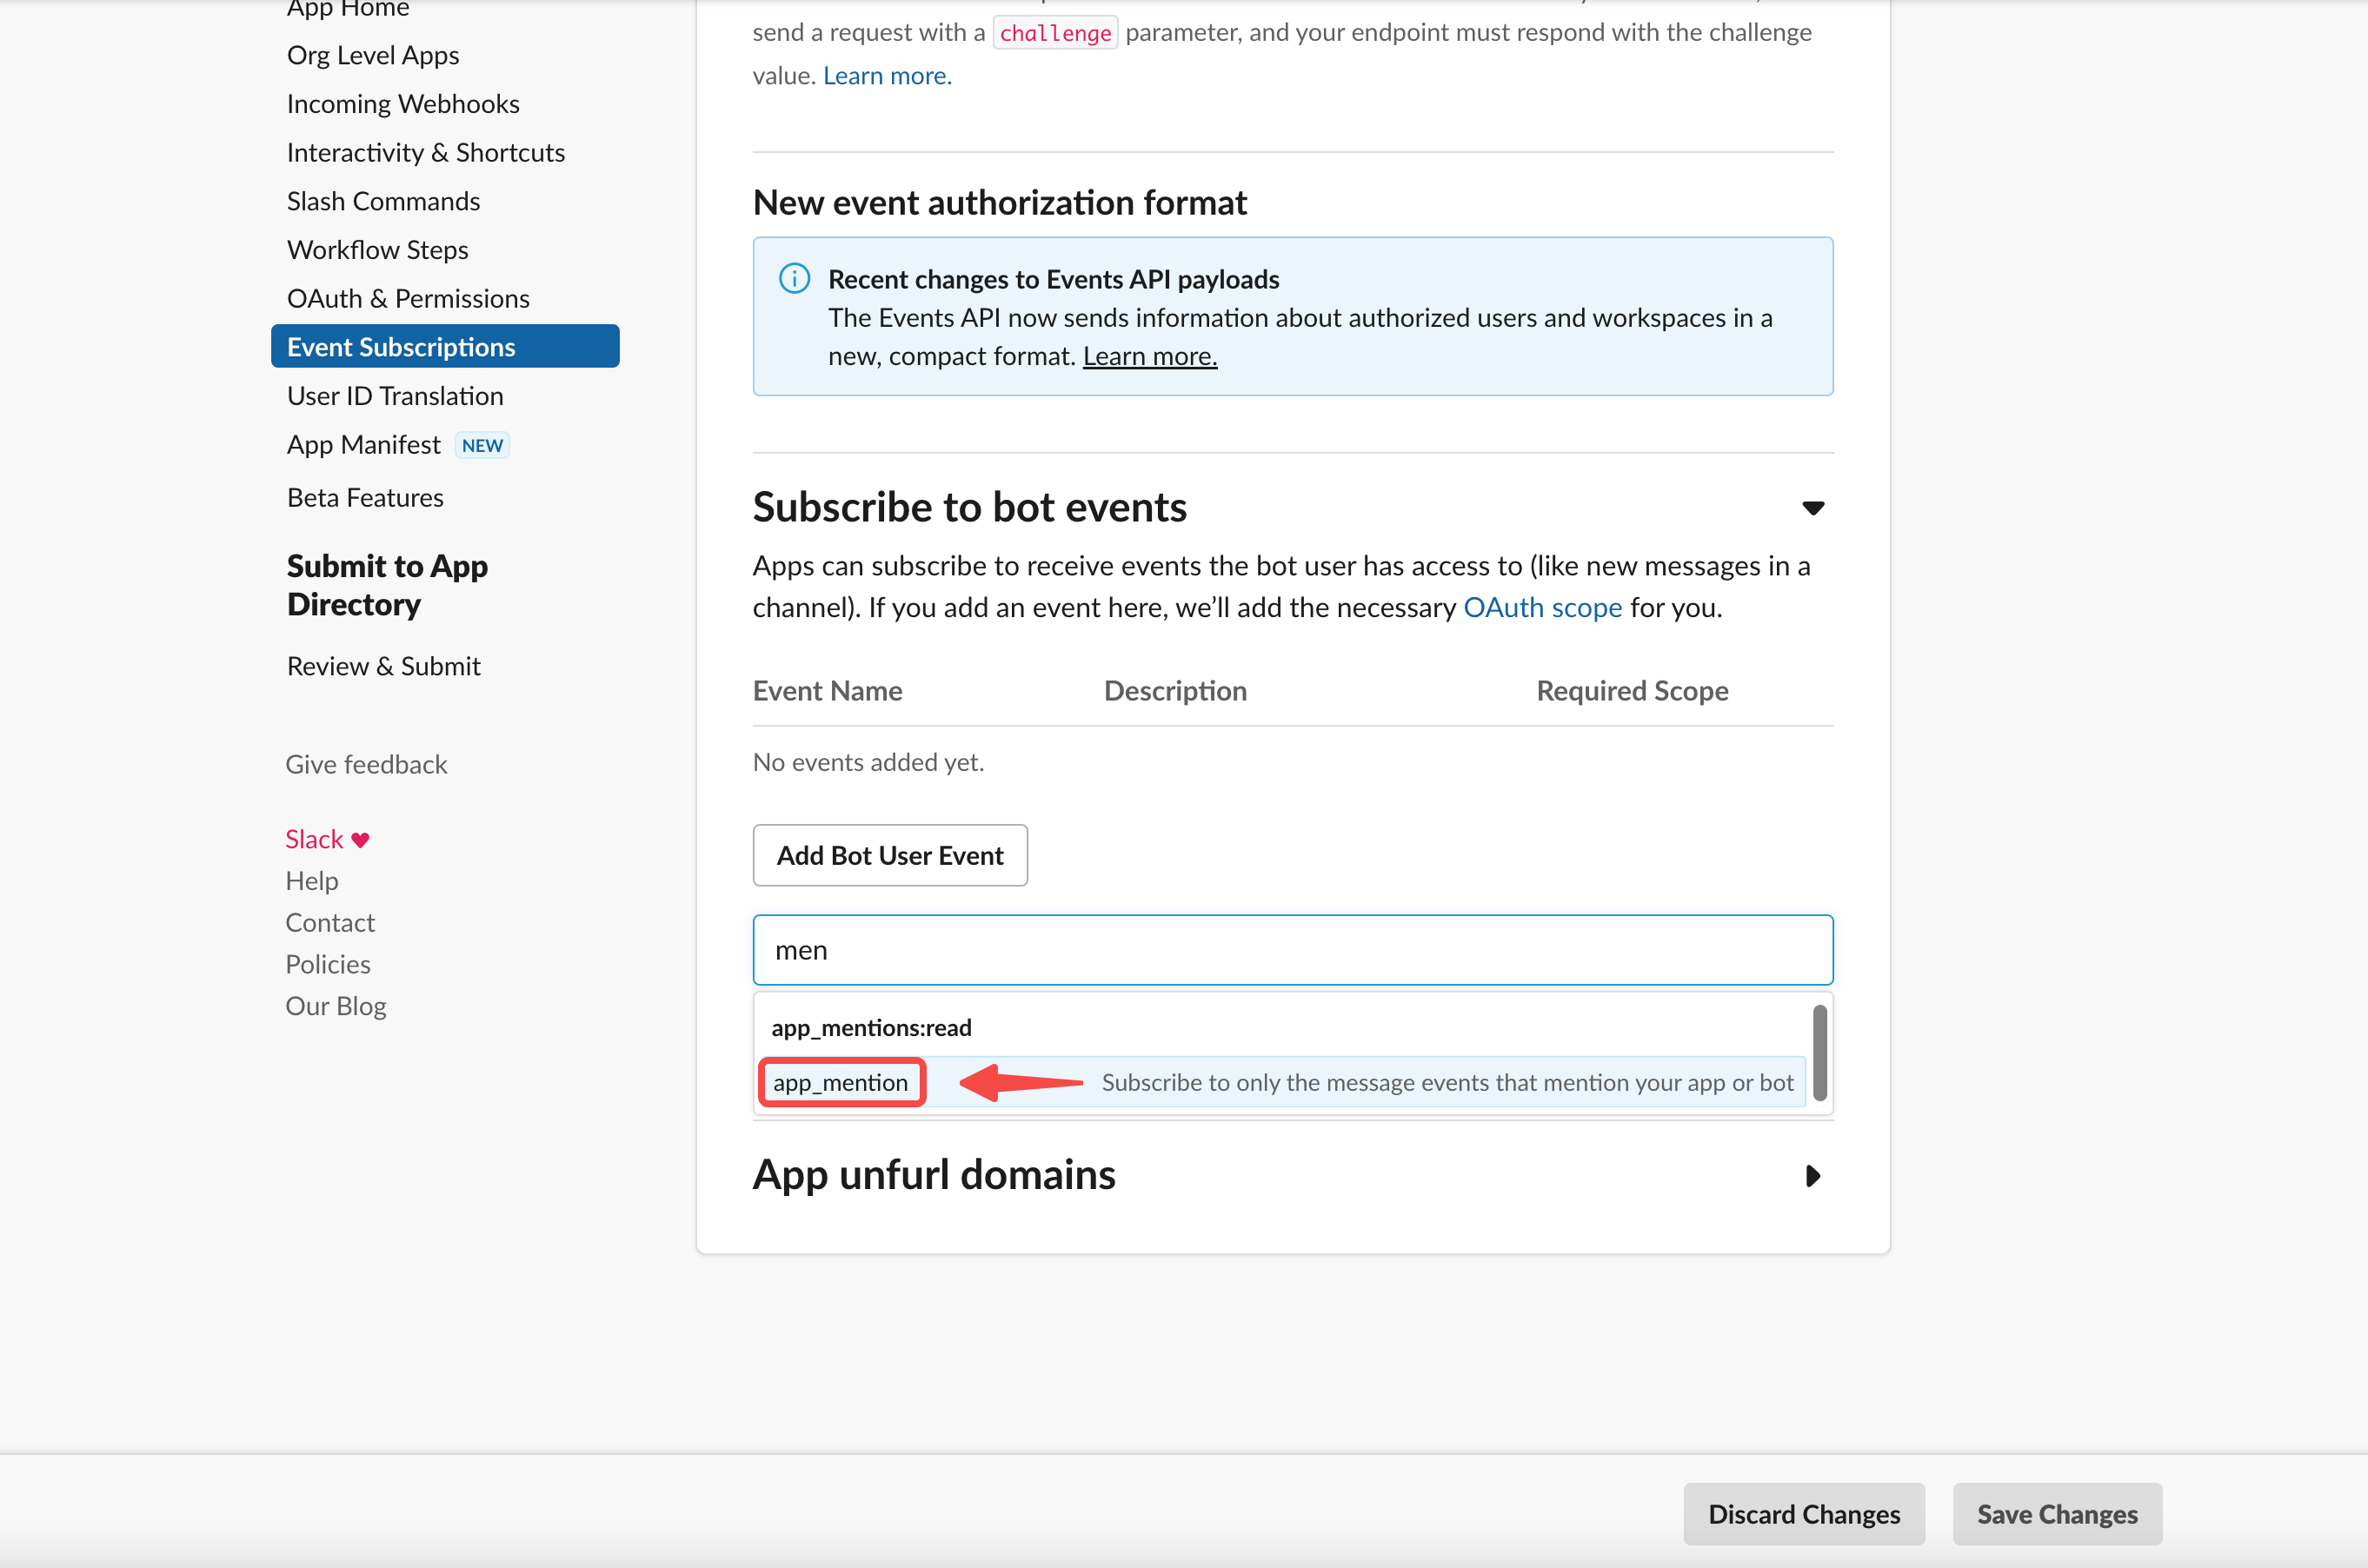 App Home
Org Level Apps
Incoming Webhooks
Interactivity & Shortcuts
Slash Commands
Workflow Steps
OAuth & Permissions
Event Subscriptions
User ID Translation
App Manifest NEW
Beta Features
Submit to App
Directory
Review & Submit
Give feedback
Slack ♥
Help
Contact
Policies
Our Blog
send a request with a challenge parameter, and your endpoint must respond with the challenge
value. Learn more.
New event authorization format
Recent changes to Events API payloads
The Events API now sends information about authorized users and workspaces in a
new, compact format. Learn more.
Subscribe to bot events
Apps can subscribe to receive events the bot user has access to (like new messages in a
channel). If you add an event here, we’ll add the necessary OAuth scope for you.
Event Name Description Required Scope
No events added yet.
Add Bot User Event
men
app_mentions:read
app_mention Subscribe to only the message events that mention your app or bot
App unfurl domains
Discard Changes Save Changes